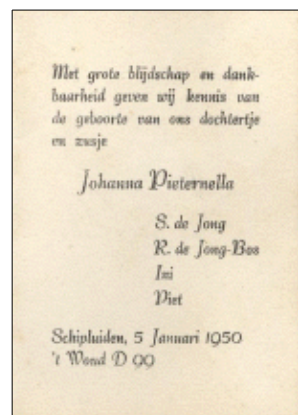 Met grote blijdschap en dank-
baarheid geven wij kennis van
de geboorte van ons dochtertje
en zusje
Johanna Pieternella
S. de Jong
R. de Jong-Bos
Ini
Piet
Schipluiden, 5 Januari 1950
't Woud D 99